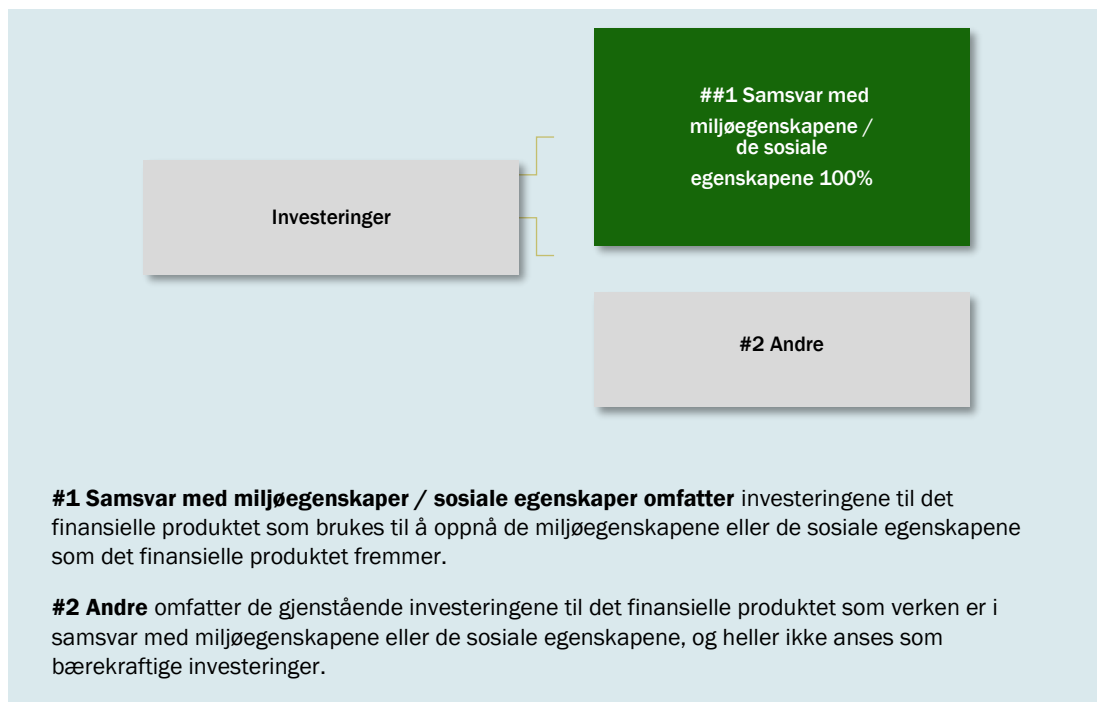 ##1 Samsvar med
miljøegenskapene /
de sosiale
egenskapene 100%
Investeringer
#2 Andre
#1 Samsvar med miljøegenskaper / sosiale egenskaper omfatter investeringene til det
finansielle produktet som brukes til å oppnå de miljøegenskapene eller de sosiale egenskapene
som det finansielle produktet fremmer.
#2 Andre omfatter de gjenstående investeringene til det finansielle produktet som verken er i
samsvar med miljøegenskapene eller de sosiale egenskapene, og heller ikke anses som
bærekraftige investeringer.